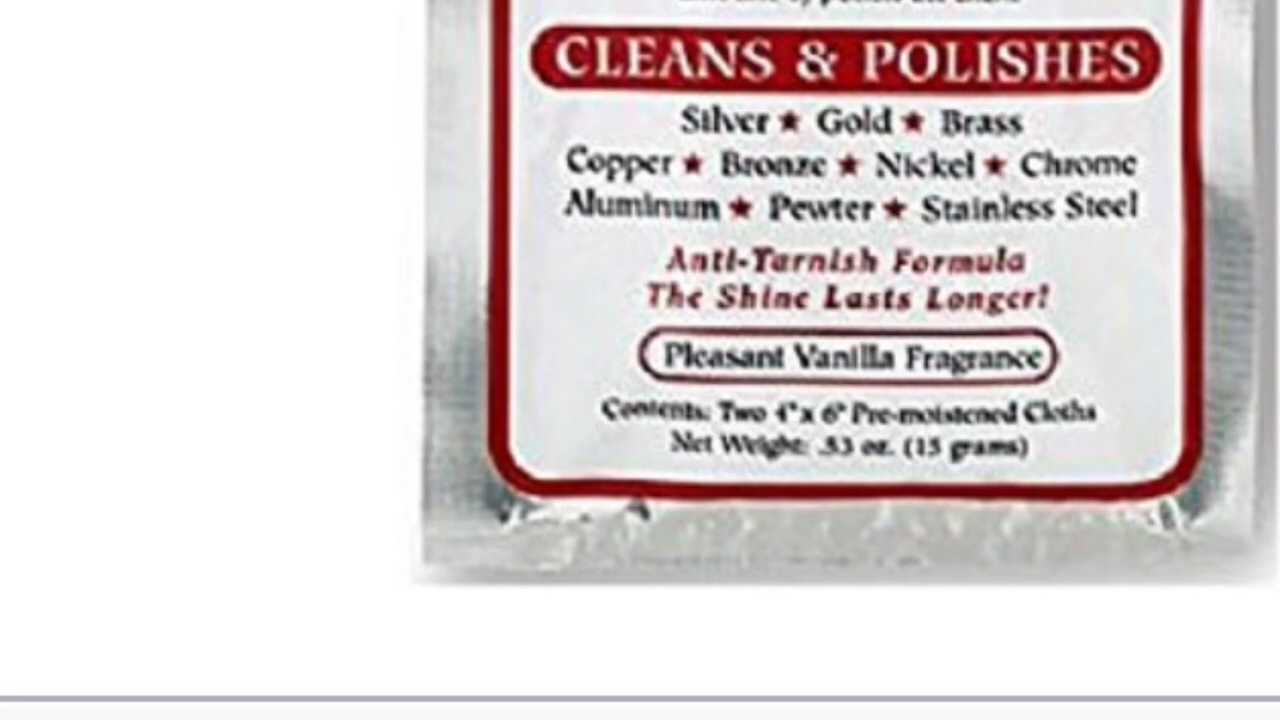 CLEANS & POLISHES
Silver ★ Gold ★ Brass
Copper ★ Bronze ★ Nickel ★ Chrome
Aluminum ★ Pewter ★ Stainless Steel
Anti-Tarnish Formula
The Shine Lasts Longer!
Pleasant Vanilla Fragrance
Contents: Two 4" x 6" Pre-moistened Cloths
Net Weight: .53 oz. (15 grams)